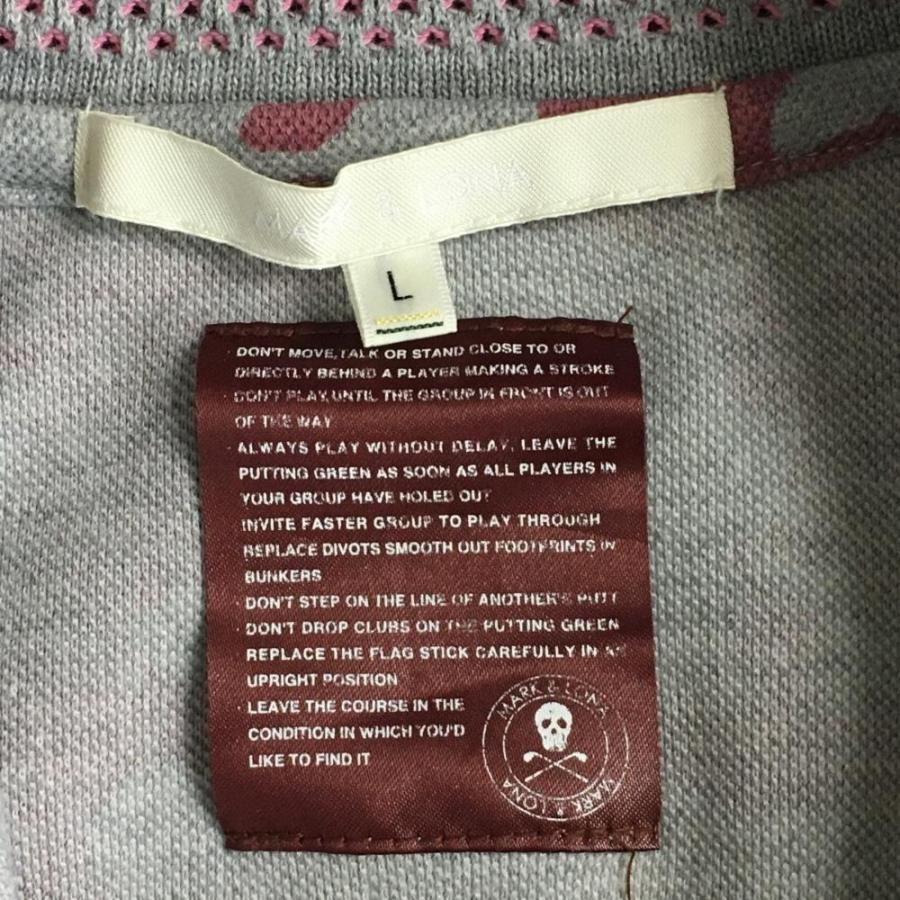 MARK & LONA
L
· DON'T MOVE, TALK OR STAND CLOSE TO OR
DIRECTLY BEHIND A PLAYER MAKING A STROKE
· DON'T PLAY UNTIL THE GROUP IN FRONT IS OUT
OF THE WAY
· ALWAYS PLAY WITHOUT DELAY. LEAVE THE
PUTTING GREEN AS SOON AS ALL PLAYERS IN
YOUR GROUP HAVE HOLED OUT
INVITE FASTER GROUP TO PLAY THROUGH
REPLACE DIVOTS SMOOTH OUT FOOTPRINTS IN
BUNKERS
· DON'T STEP ON THE LINE OF ANOTHER'S PUTT
· DON'T DROP CLUBS ON THE PUTTING GREEN
REPLACE THE FLAG STICK CAREFULLY IN AN
UPRIGHT POSITION
· LEAVE THE COURSE IN THE
CONDITION IN WHICH YOU'D
LIKE TO FIND IT
MARK & LONA
MARK & LONA